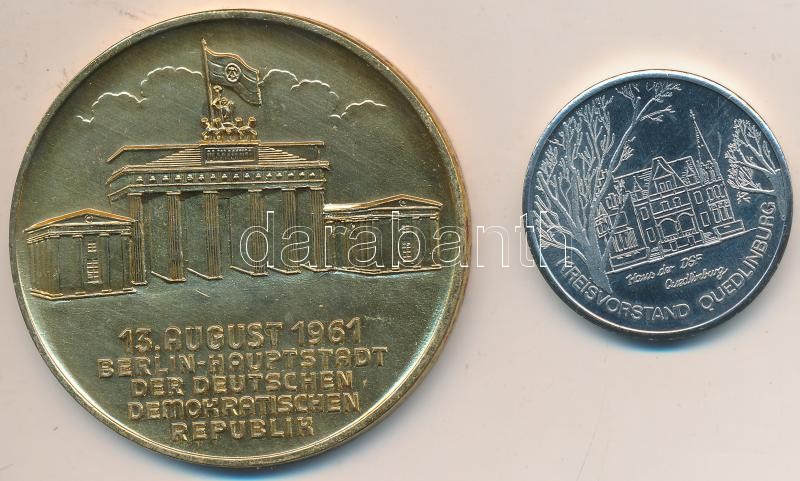 13. AUGUST 1961
BERLIN-HAUPTSTADT
DER DEUTSCHEN
DEMOKRATISCHEN
REPUBLIK
Haus der DSF
Quedlinburg
KREISVORSTAND QUEDLINBURG
darabanth